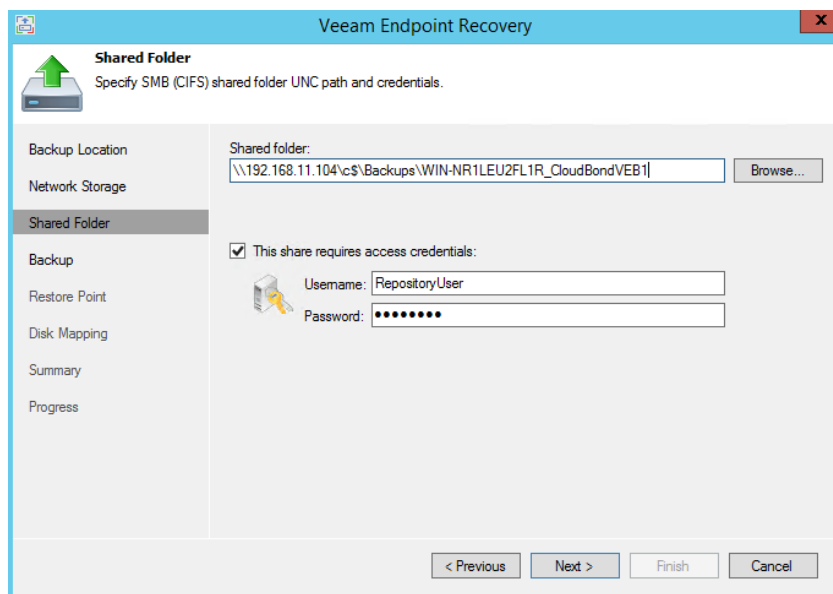 Veeam Endpoint Recovery
x
Shared Folder
Specify SMB (CIFS) shared folder UNC path and credentials.
Backup Location
Network Storage
Shared Folder
Backup
Restore Point
Disk Mapping
Summary
Progress
Shared folder:
\\192.168.11.104\c$\Backups\WIN-NR1LEU2FL1R_CloudBondVEB1
Browse...
This share requires access credentials:
Username: RepositoryUser
Password: ●●●●●●●●
< Previous Next > Finish Cancel